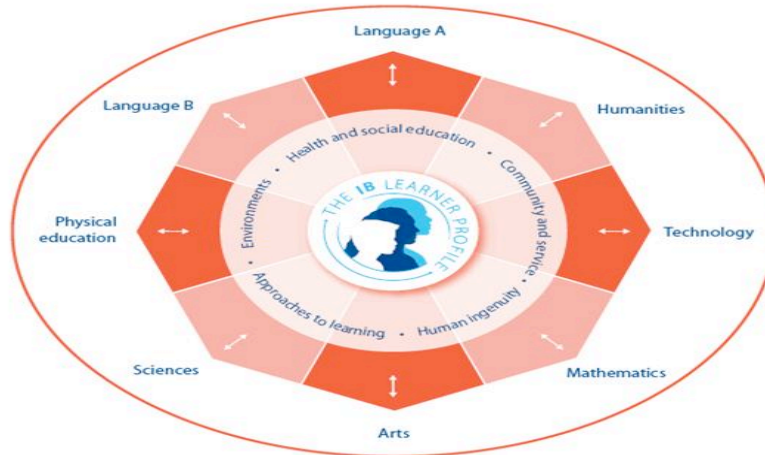 Language A
Humanities
Technology
Mathematics
Arts
Sciences
Physical
education
Language B
Health and social education
•
Community and service
•
Human ingenuity
•
Approaches to learning
•
Environments
•
THE IB LEARNER PROFILE